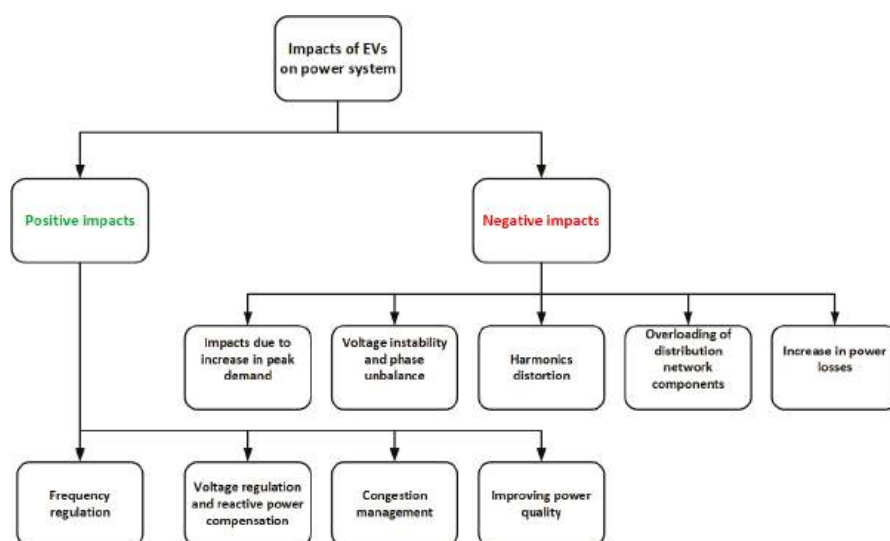 Impacts of EVs
on power system
Positive impacts
Negative impacts
Impacts due to
increase in peak
demand
Voltage instability
and phase
unbalance
Harmonics
distortion
Overloading of
distribution
network
components
Increase in power
losses
Frequency
regulation
Voltage regulation
and reactive power
compensation
Congestion
management
Improving power
quality